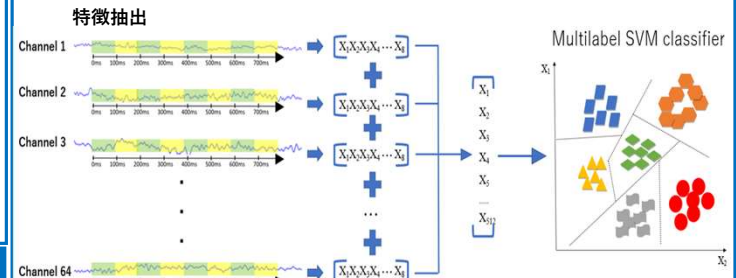 特徴抽出
Multilabel SVM classifier
Channel 1
0ms 100ms 200ms 300ms 400ms 500ms 600ms 700ms
[X₁X₂X₃X₄ ⋯ X₈]
Channel 2
0ms 100ms 200ms 300ms 400ms 500ms 600ms 700ms
[X₁X₂X₃X₄ ⋯ X₈]
Channel 3
0ms 100ms 200ms 300ms 400ms 500ms 600ms 700ms
[X₁X₂X₃X₄ ⋯ X₈]
⋯
Channel 64
[X₁X₂X₃X₄ ⋯ X₈]
X₁
X₂
X₃
X₄
X₅
...
X₅₁₂
X₁
X₂